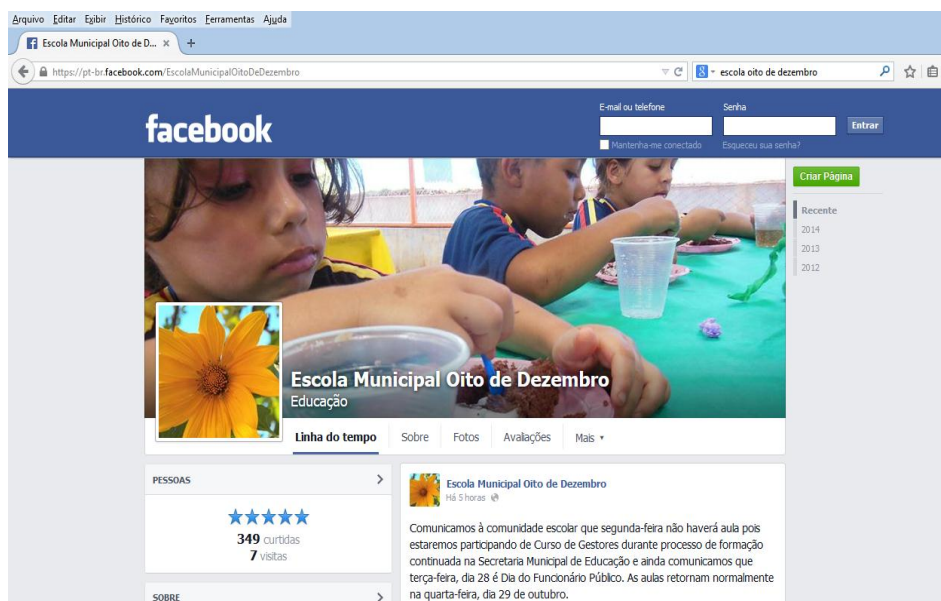 Arquivo Editar Exibir Histórico Favoritos Ferramentas Ajuda
Escola Municipal Oito de D... × +
https://pt-br.facebook.com/EscolaMunicipalOitoDeDezembro
escola oito de dezembro
facebook
E-mail ou telefone Senha
Entrar
Mantenha-me conectado Esqueceu sua senha?
Criar Página
Recente
2014
2013
2012
Escola Municipal Oito de Dezembro
Educação
Linha do tempo Sobre Fotos Avaliações Mais
PESSOAS
349 curtidas
7 visitas
SOBRE
Escola Municipal Oito de Dezembro
Há 5 horas
Comunicamos à comunidade escolar que segunda-feira não haverá aula pois
estaremos participando de Curso de Gestores durante processo de formação
continuada na Secretaria Municipal de Educação e ainda comunicamos que
terça-feira, dia 28 é Dia do Funcionário Público. As aulas retornam normalmente
na quarta-feira, dia 29 de outubro.